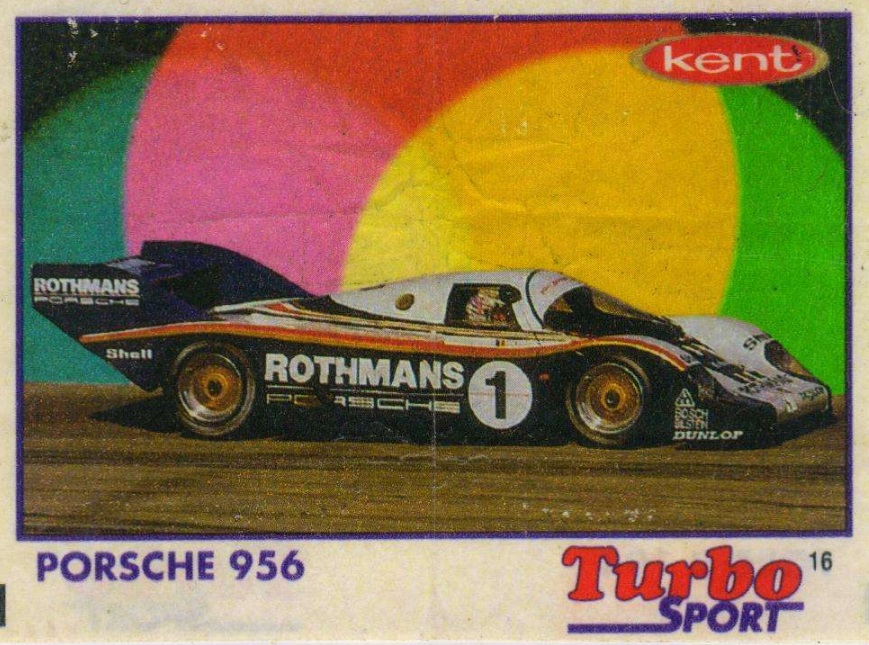 kent
ROTHMANS
PORSCHE
Shell
ROTHMANS
PORSCHE
1
BOSCH
BILSTEIN
DUNLOP
PORSCHE 956
Turbo
SPORT
16